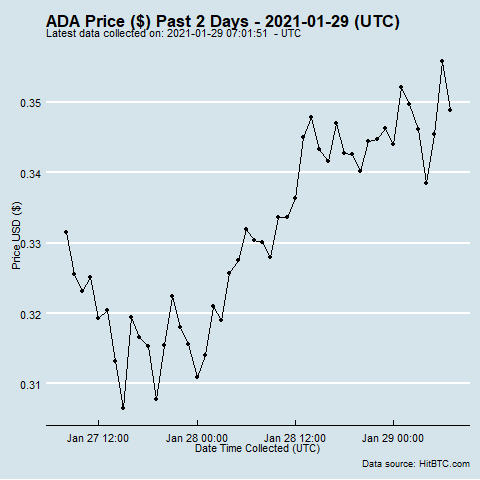 ADA Price ($) Past 2 Days - 2021-01-29 (UTC)
Latest data collected on: 2021-01-29 07:01:51  - UTC
0.35
0.34
0.33
0.32
0.31
Price USD ($)
Jan 27 12:00
Jan 28 00:00
Jan 28 12:00
Jan 29 00:00
Date Time Collected (UTC)
Data source: HitBTC.com